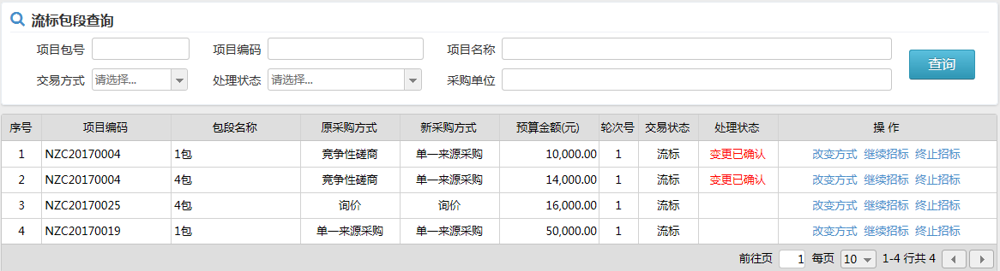 流标包段查询
项目包号 项目编码 项目名称
查询
交易方式 请选择... 处理状态 请选择... 采购单位
序号 项目编码 包段名称 原采购方式 新采购方式 预算金额(元) 轮次号 交易状态 处理状态 操 作
1 NZC20170004 1包 竞争性磋商 单一来源采购 10,000.00 1 流标 变更已确认 改变方式 继续招标 终止招标
2 NZC20170004 4包 竞争性磋商 单一来源采购 14,000.00 1 流标 变更已确认 改变方式 继续招标 终止招标
3 NZC20170025 4包 询价 询价 16,000.00 1 流标 改变方式 继续招标 终止招标
4 NZC20170019 1包 单一来源采购 单一来源采购 50,000.00 1 流标 改变方式 继续招标 终止招标
前往页 1 每页 10 1-4 行共 4